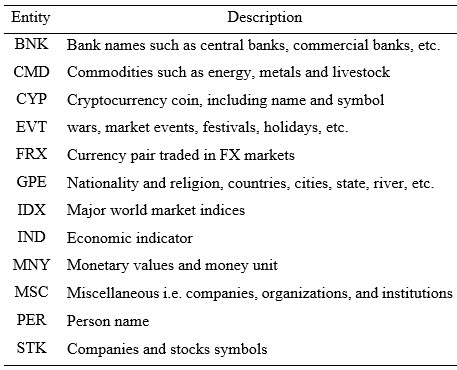 Entity Description
BNK Bank names such as central banks, commercial banks, etc.
CMD Commodities such as energy, metals and livestock
CYP Cryptocurrency coin, including name and symbol
EVT wars, market events, festivals, holidays, etc.
FRX Currency pair traded in FX markets
GPE Nationality and religion, countries, cities, state, river, etc.
IDX Major world market indices
IND Economic indicator
MNY Monetary values and money unit
MSC Miscellaneous i.e. companies, organizations, and institutions
PER Person name
STK Companies and stocks symbols